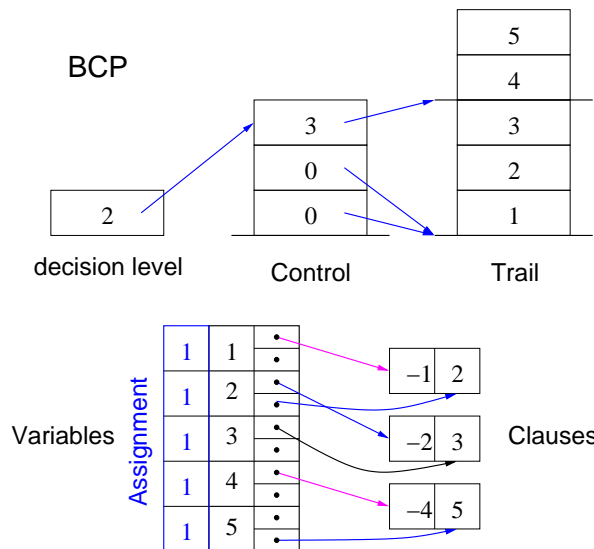 BCP
5
4
3
2
1
3
0
0
2
decision level
Control
Trail
Variables
Assignment
Clauses
1 1
1 2
1 3
1 4
1 5
−1 2
−2 3
−4 5